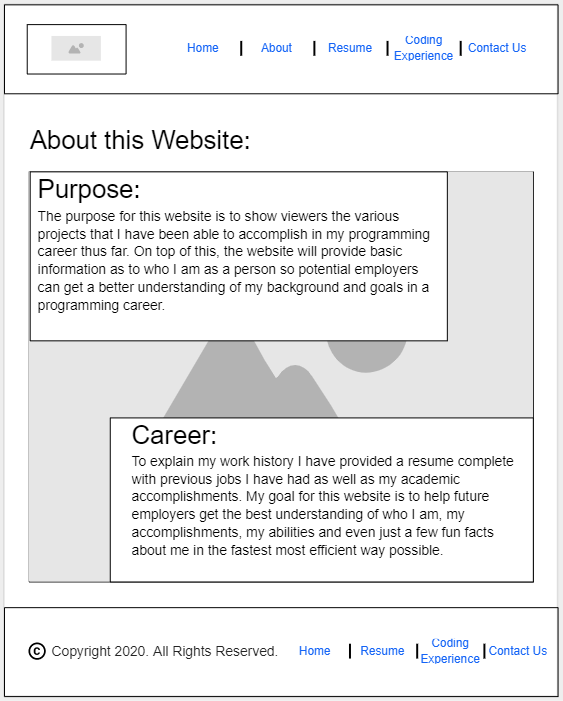 Home | About | Resume | Coding Experience | Contact Us
About this Website:
Purpose:
The purpose for this website is to show viewers the various
projects that I have been able to accomplish in my programming
career thus far. On top of this, the website will provide basic
information as to who I am as a person so potential employers
can get a better understanding of my background and goals in a
programming career.
Career:
To explain my work history I have provided a resume complete
with previous jobs I have had as well as my academic
accomplishments. My goal for this website is to help future
employers get the best understanding of who I am, my
accomplishments, my abilities and even just a few fun facts
about me in the fastest most efficient way possible.
© Copyright 2020. All Rights Reserved. Home | Resume | Coding Experience | Contact Us